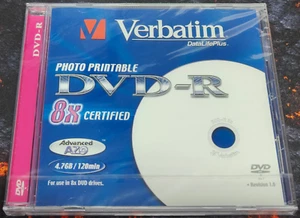 DVD-R
Verbatim
DataLifePlus
PHOTO PRINTABLE
DVD-R
8x CERTIFIED
Advanced
AZO
4.7GB / 120min
For use in 8x DVD drives.
DVD
R